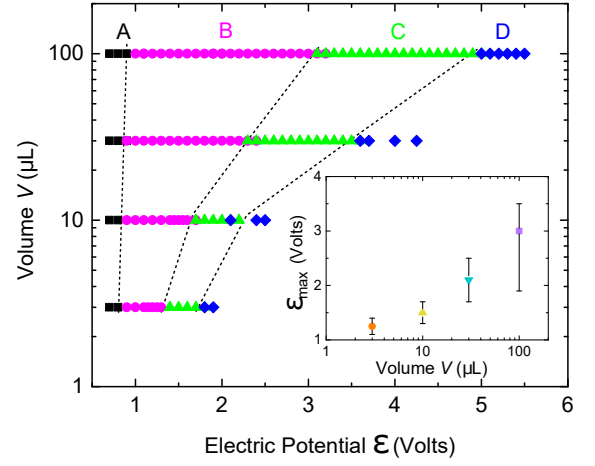 A B C D
100
10
1
Volume V (µL)
1 2 3 4 5 6
Electric Potential ℇ (Volts)
4
3
2
1
ℇmax (Volts)
1 10 100
Volume V (µL)